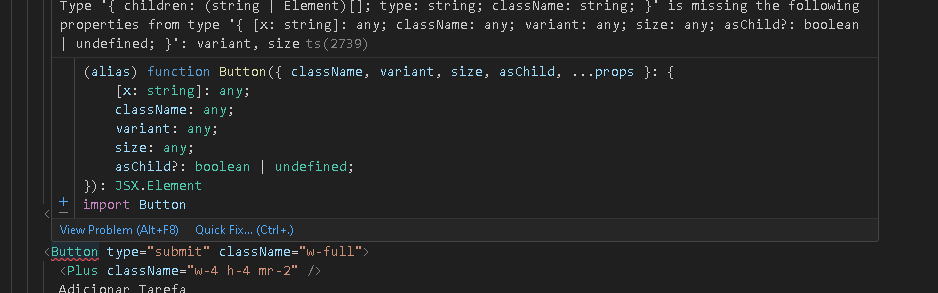 Type '{ children: (string | Element)[]; type: string; className: string; }' is missing the following
properties from type '{ [x: string]: any; className: any; variant: any; size: any; asChild?: boolean
| undefined; }': variant, size ts(2739)
(alias) function Button({ className, variant, size, asChild, ...props }: {
[x: string]: any;
className: any;
variant: any;
size: any;
asChild?: boolean | undefined;
}): JSX.Element
import Button
View Problem (Alt+F8) Quick Fix... (Ctrl+.)
<Button type="submit" className="w-full">
<Plus className="w-4 h-4 mr-2" />
Adicionar Tarefa